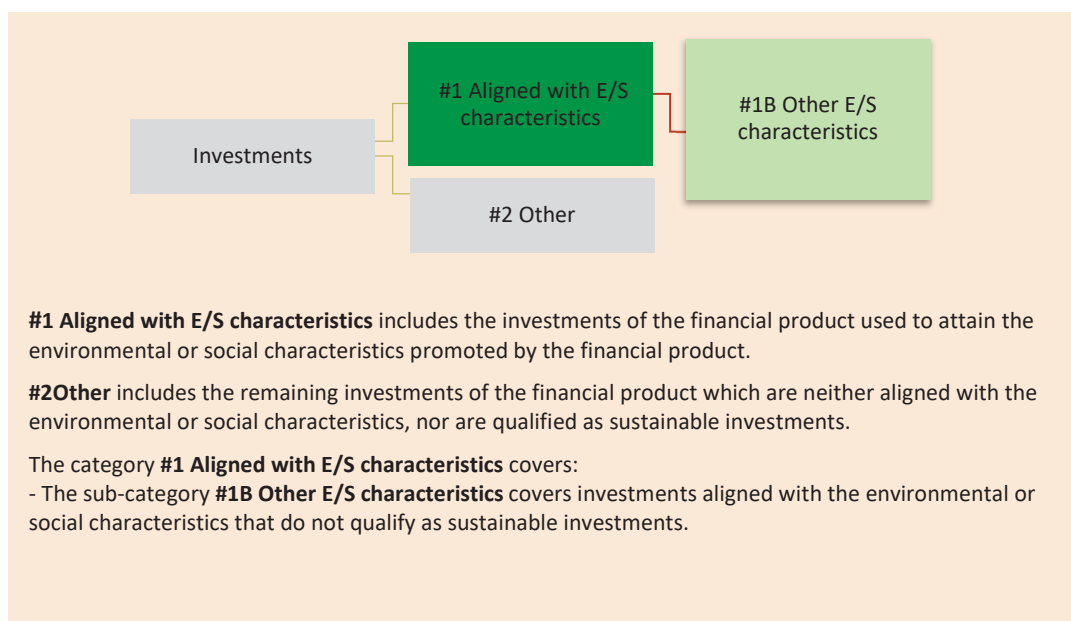 #1 Aligned with E/S
characteristics
#1B Other E/S
characteristics
Investments
#2 Other
#1 Aligned with E/S characteristics includes the investments of the financial product used to attain the
environmental or social characteristics promoted by the financial product.
#2Other includes the remaining investments of the financial product which are neither aligned with the
environmental or social characteristics, nor are qualified as sustainable investments.
The category #1 Aligned with E/S characteristics covers:
- The sub-category #1B Other E/S characteristics covers investments aligned with the environmental or
social characteristics that do not qualify as sustainable investments.